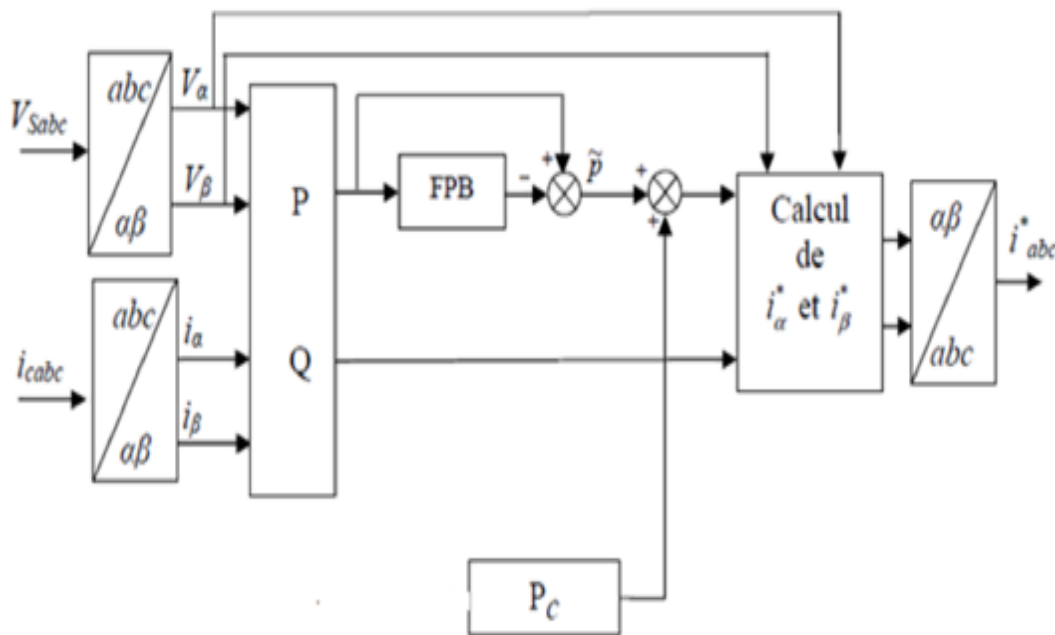 V_Sabc
abc
αβ
V_α
V_β
i_cabc
abc
αβ
i_α
i_β
P
Q
FPB
+
-
p̃
+
+
P_C
Calcul
de
i*_α et i*_β
αβ
abc
i*_abc